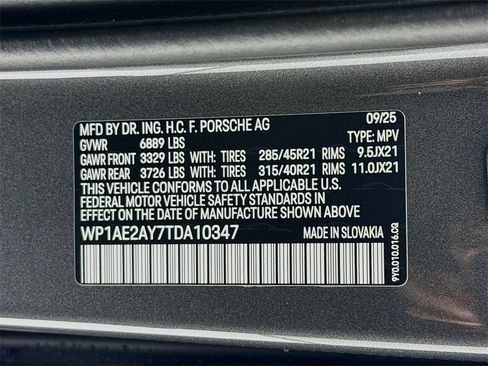 MFD BY DR. ING. H.C. F. PORSCHE AG 09/25
GVWR 6889 LBS TYPE: MPV
GAWR FRONT 3329 LBS WITH: TIRES 285/45R21 RIMS 9.5JX21
GAWR REAR 3726 LBS WITH: TIRES 315/40R21 RIMS 11.0JX21
THIS VEHICLE CONFORMS TO ALL APPLICABLE U.S.
FEDERAL MOTOR VEHICLE SAFETY STANDARDS IN
EFFECT ON THE DATE OF MANUFACTURE SHOWN ABOVE
WP1AE2AY7TDA10347 MADE IN SLOVAKIA
9Y0.010.016.CQ